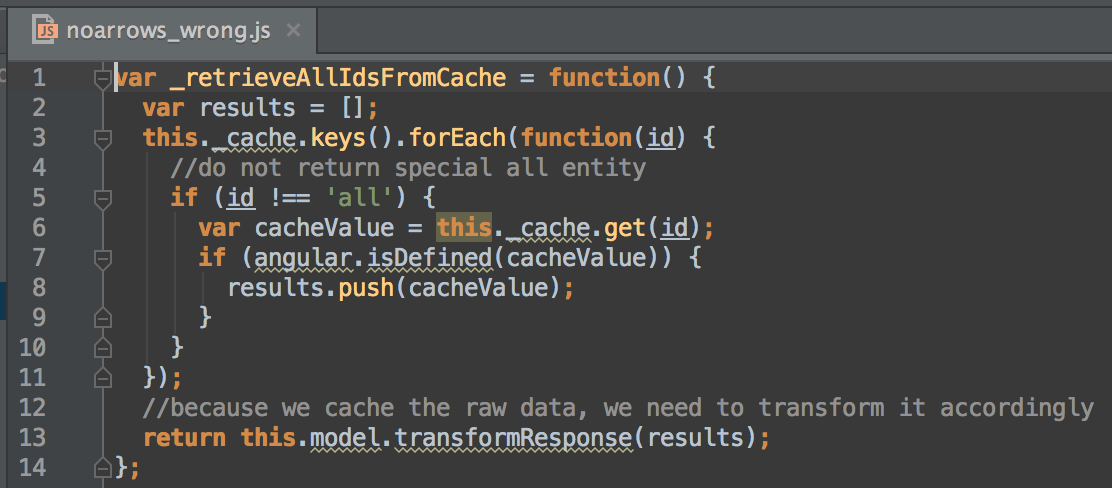 JS noarrows_wrong.js ×
1 var _retrieveAllIdsFromCache = function() {
2   var results = [];
3   this._cache.keys().forEach(function(id) {
4     //do not return special all entity
5     if (id !== 'all') {
6       var cacheValue = this._cache.get(id);
7       if (angular.isDefined(cacheValue)) {
8         results.push(cacheValue);
9       }
10     }
11   });
12   //because we cache the raw data, we need to transform it accordingly
13   return this.model.transformResponse(results);
14 };